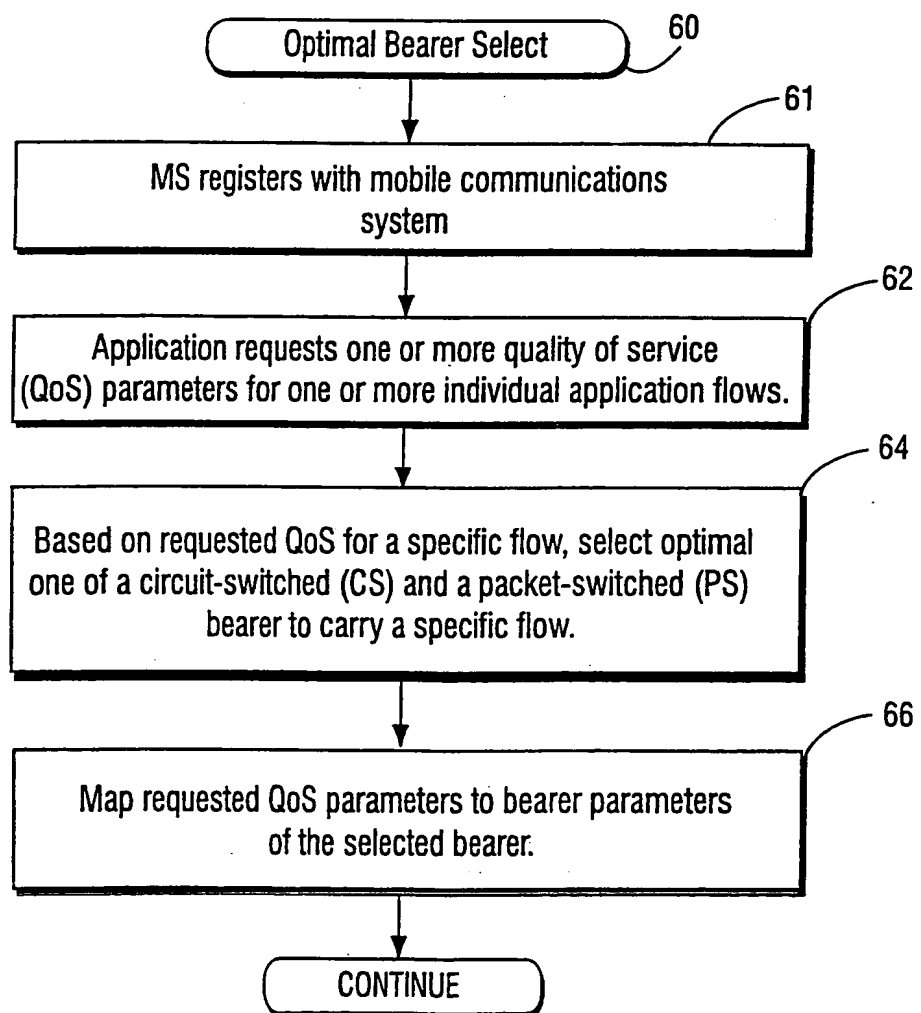 Optimal Bearer Select
60
61
MS registers with mobile communications
system
62
Application requests one or more quality of service
(QoS) parameters for one or more individual application flows.
64
Based on requested QoS for a specific flow, select optimal
one of a circuit-switched (CS) and a packet-switched (PS)
bearer to carry a specific flow.
66
Map requested QoS parameters to bearer parameters
of the selected bearer.
CONTINUE